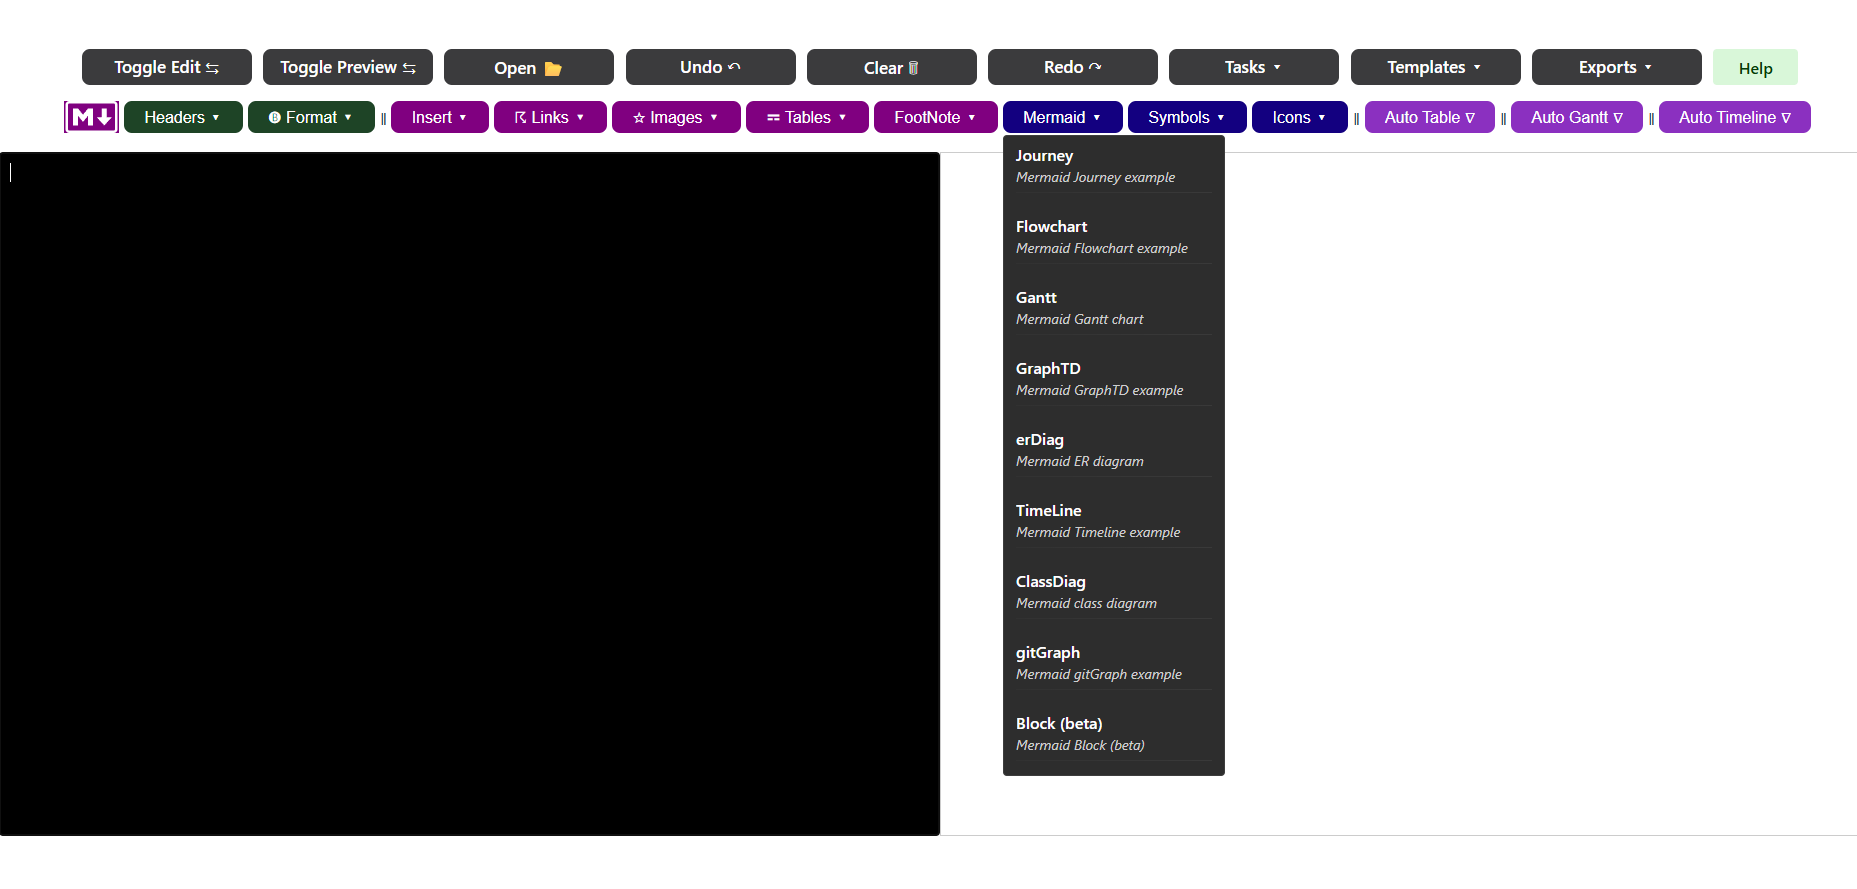 Toggle Edit ⇆ Toggle Preview ⇆ Open 📂 Undo ↶ Clear 🗑 Redo ↷ Tasks ▾ Templates ▾ Exports ▾ Help
M↓ Headers ▾ 🅑 Format ▾ || Insert ▾ ☈ Links ▾ ☆ Images ▾ Tables ▾ FootNote ▾ Mermaid ▾ Symbols ▾ Icons ▾ || Auto Table ∇ || Auto Gantt ∇ || Auto Timeline ∇
Journey
Mermaid Journey example
Flowchart
Mermaid Flowchart example
Gantt
Mermaid Gantt chart
GraphTD
Mermaid GraphTD example
erDiag
Mermaid ER diagram
TimeLine
Mermaid Timeline example
ClassDiag
Mermaid class diagram
gitGraph
Mermaid gitGraph example
Block (beta)
Mermaid Block (beta)